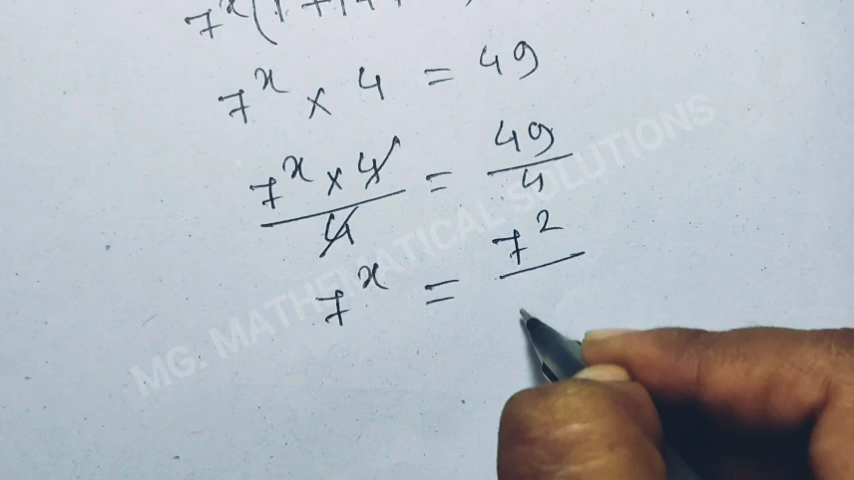 7^x × 4 = 49
7^x × 4 / 4 = 49 / 4
7^x = 7^2
MG. MATHEMATICAL SOLUTIONS